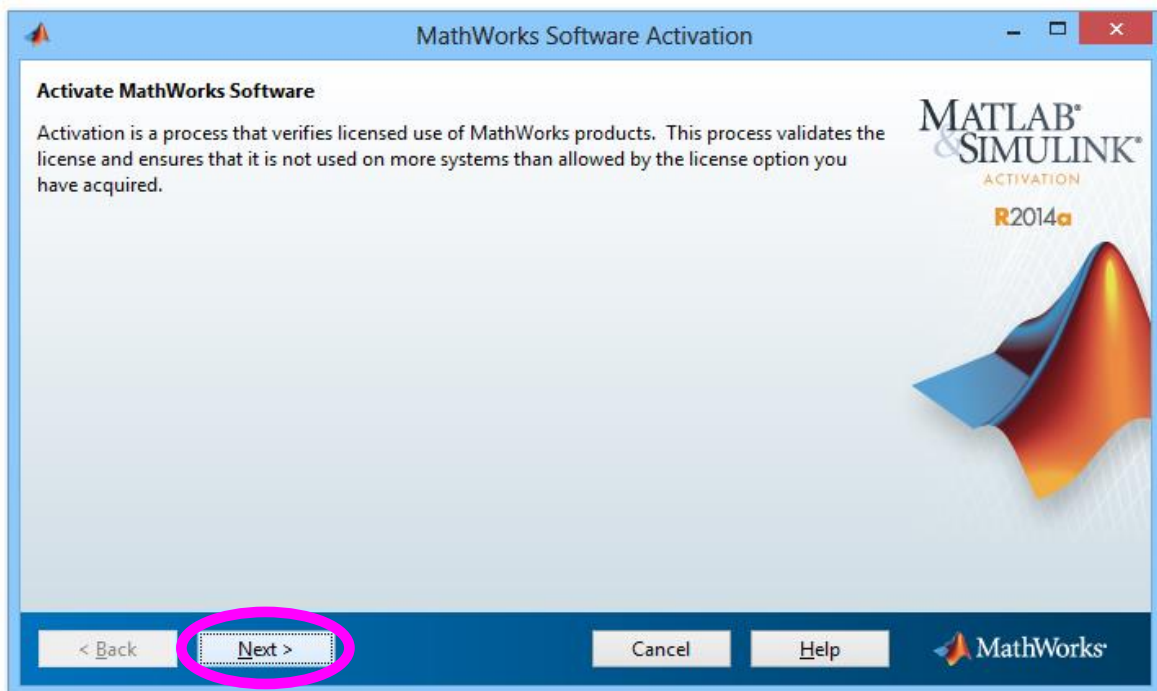 MathWorks Software Activation
Activate MathWorks Software
Activation is a process that verifies licensed use of MathWorks products. This process validates the
license and ensures that it is not used on more systems than allowed by the license option you
have acquired.
MATLAB®
&SIMULINK®
ACTIVATION
R2014a
< Back
Next >
Cancel
Help
MathWorks®